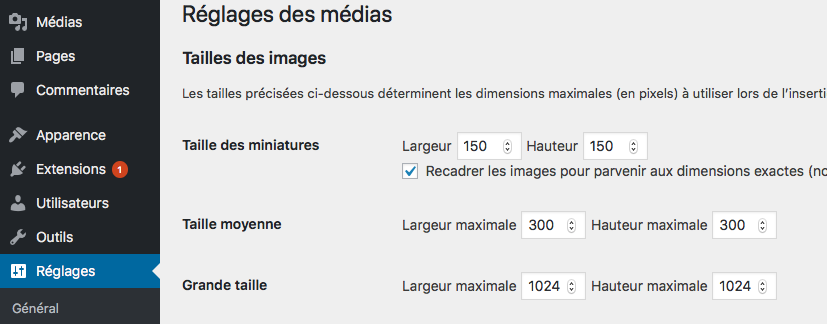 Médias
Pages
Commentaires
Apparence
Extensions 1
Utilisateurs
Outils
Réglages
Général
Réglages des médias
Tailles des images
Les tailles précisées ci-dessous déterminent les dimensions maximales (en pixels) à utiliser lors de l’inserti
Taille des miniatures Largeur 150 Hauteur 150
Recadrer les images pour parvenir aux dimensions exactes (no
Taille moyenne Largeur maximale 300 Hauteur maximale 300
Grande taille Largeur maximale 1024 Hauteur maximale 1024